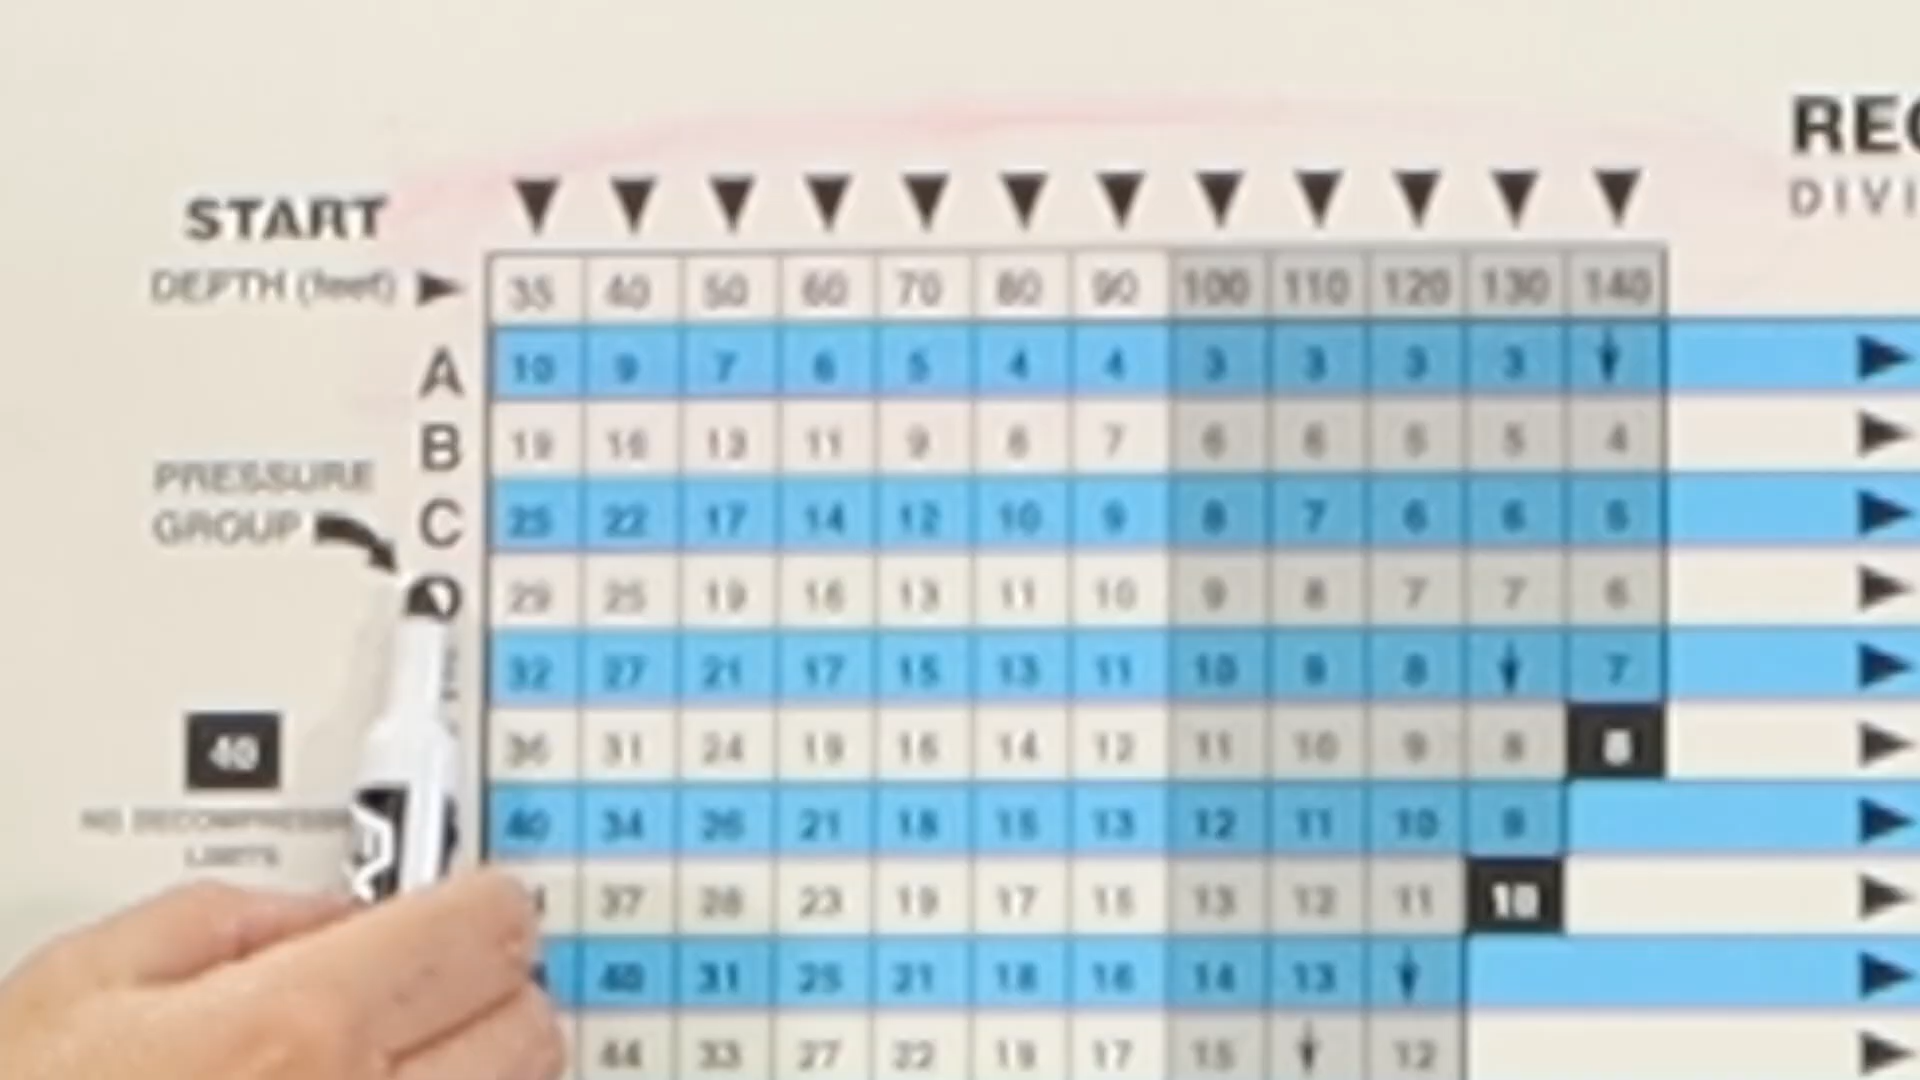 REC
DIVI
START
DEPTH (feet) 35 40 50 60 70 80 90 100 110 120 130 140
A 10 9 7 6 5 4 4 3 3 3 3
B 19 16 13 11 9 8 7 6 6 5 5 4
PRESSURE
GROUP
C 25 22 17 14 12 10 9 8 7 6 6 5
D 29 25 19 16 13 11 10 9 8 7 7 6
32 27 21 17 15 13 11 10 9 8 7
36 31 24 19 16 14 12 11 10 9 8 8
40
NO DECOMPRESSION
LIMITS
40 34 26 21 18 15 13 12 11 10 9
37 28 23 19 17 15 13 12 11 10
40 31 25 21 18 16 14 13
44 33 27 22 19 17 15 12